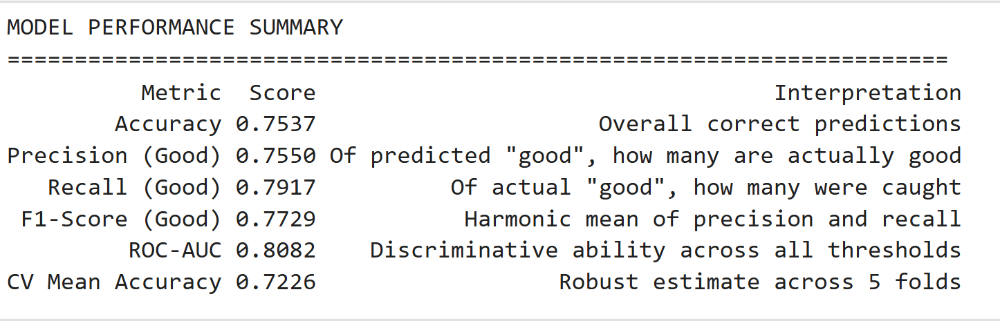 MODEL PERFORMANCE SUMMARY
======================================================================
Metric Score Interpretation
Accuracy 0.7537 Overall correct predictions
Precision (Good) 0.7550 Of predicted "good", how many are actually good
Recall (Good) 0.7917 Of actual "good", how many were caught
F1-Score (Good) 0.7729 Harmonic mean of precision and recall
ROC-AUC 0.8082 Discriminative ability across all thresholds
CV Mean Accuracy 0.7226 Robust estimate across 5 folds